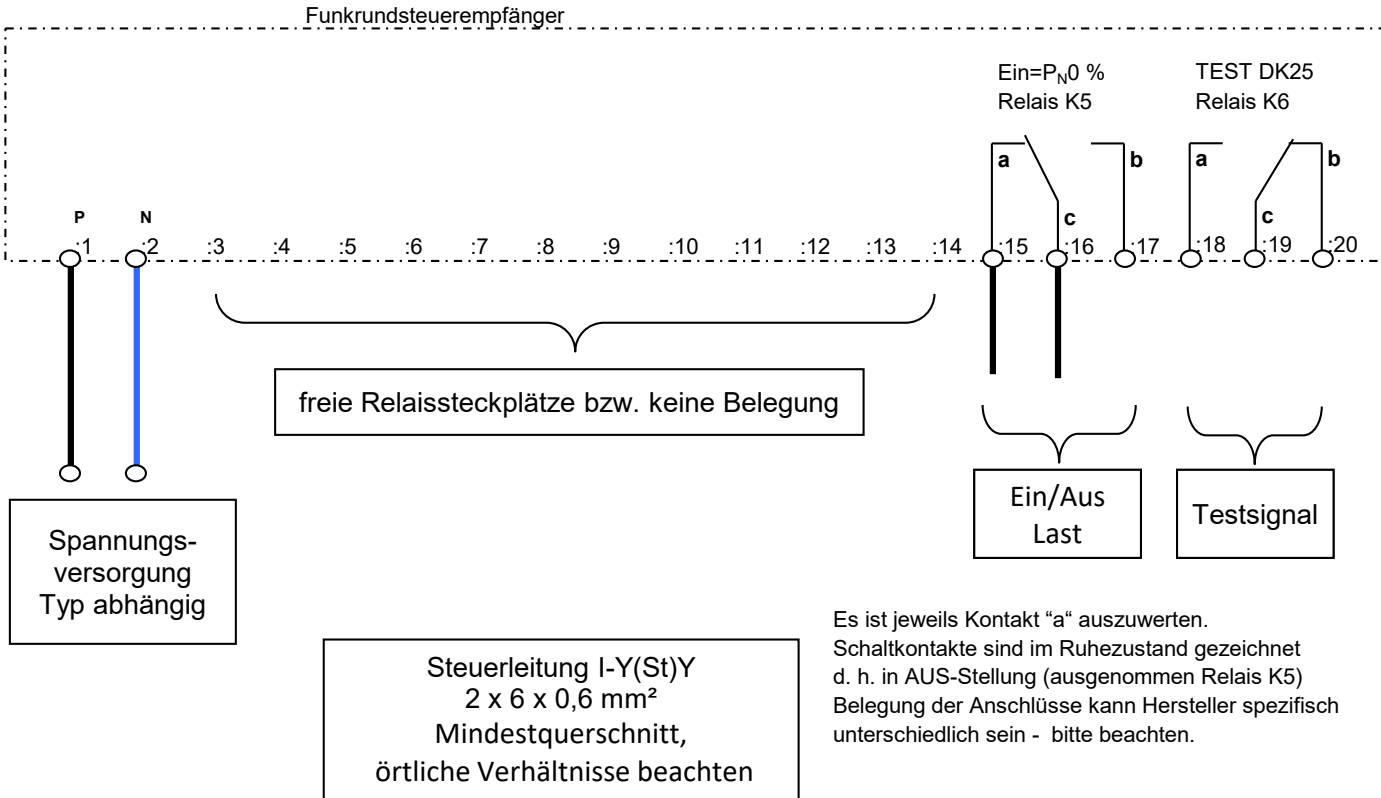 Funkrundsteuerempfänger
Ein=PN0 %
Relais K5
TEST DK25
Relais K6
a
b
c
a
b
c
P
N
:1 :2 :3 :4 :5 :6 :7 :8 :9 :10 :11 :12 :13 :14 :15 :16 :17 :18 :19 :20
freie Relaissteckplätze bzw. keine Belegung
Ein/Aus
Last
Testsignal
Spannungs-
versorgung
Typ abhängig
Steuerleitung I-Y(St)Y
2 x 6 x 0,6 mm²
Mindestquerschnitt,
örtliche Verhältnisse beachten
Es ist jeweils Kontakt “a” auszuwerten.
Schaltkontakte sind im Ruhezustand gezeichnet
d. h. in AUS-Stellung (ausgenommen Relais K5)
Belegung der Anschlüsse kann Hersteller spezifisch
unterschiedlich sein - bitte beachten.